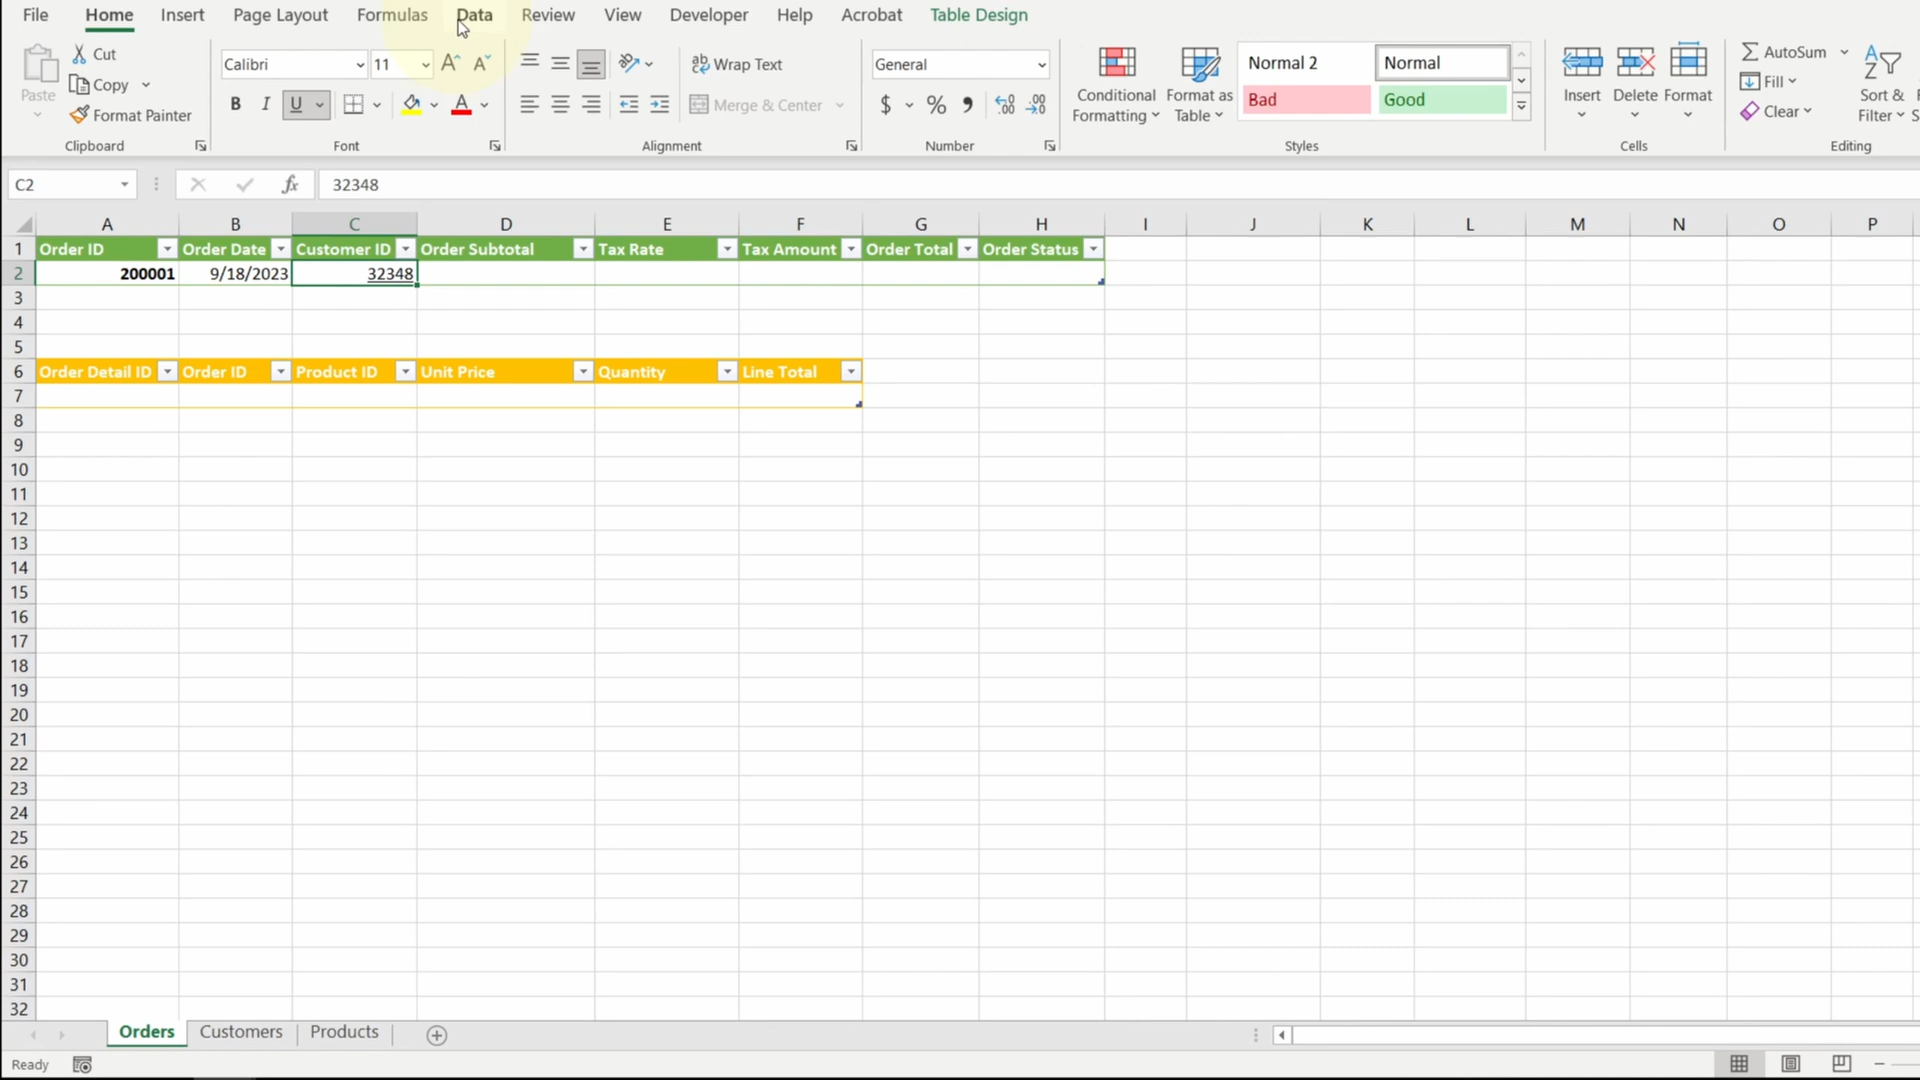 File Home Insert Page Layout Formulas Data Review View Developer Help Acrobat Table Design
Paste Cut Copy Format Painter Clipboard
Calibri 11 B I U A Font
Wrap Text Merge & Center Alignment
General $ % Number
Conditional Formatting Format as Table
Normal 2 Normal Bad Good Styles
Insert Delete Format Cells
AutoSum Fill Clear Sort & Filter Editing
C2 fx 32348
A B C D E F G H I J K L M N O P
1 Order ID Order Date Customer ID Order Subtotal Tax Rate Tax Amount Order Total Order Status
2 200001 9/18/2023 32348
3
4
5
6 Order Detail ID Order ID Product ID Unit Price Quantity Line Total
7
8
9
10
11
12
13
14
15
16
17
18
19
20
21
22
23
24
25
26
27
28
29
30
31
32
Orders Customers Products
Ready